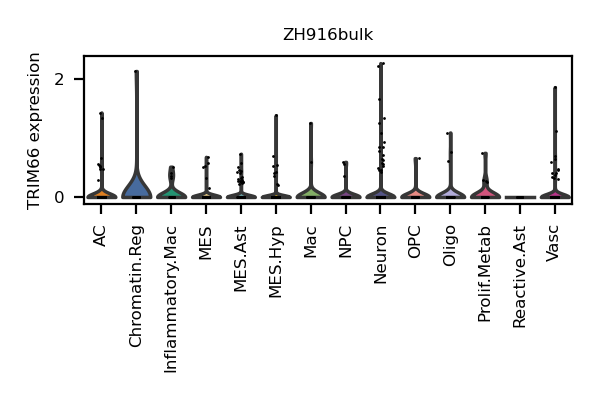 ZH916bulk
TRIM66 expression
2
0
AC
Chromatin.Reg
Inflammatory.Mac
MES
MES.Ast
MES.Hyp
Mac
NPC
Neuron
OPC
Oligo
Prolif.Metab
Reactive.Ast
Vasc